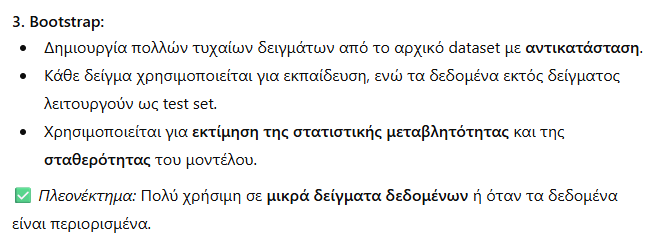 3. Bootstrap:
• Δημιουργία πολλών τυχαίων δειγμάτων από το αρχικό dataset με αντικατάσταση.
• Κάθε δείγμα χρησιμοποιείται για εκπαίδευση, ενώ τα δεδομένα εκτός δείγματος
λειτουργούν ως test set.
• Χρησιμοποιείται για εκτίμηση της στατιστικής μεταβλητότητας και της
σταθερότητας του μοντέλου.
✅ Πλεονέκτημα: Πολύ χρήσιμη σε μικρά δείγματα δεδομένων ή όταν τα δεδομένα
είναι περιορισμένα.